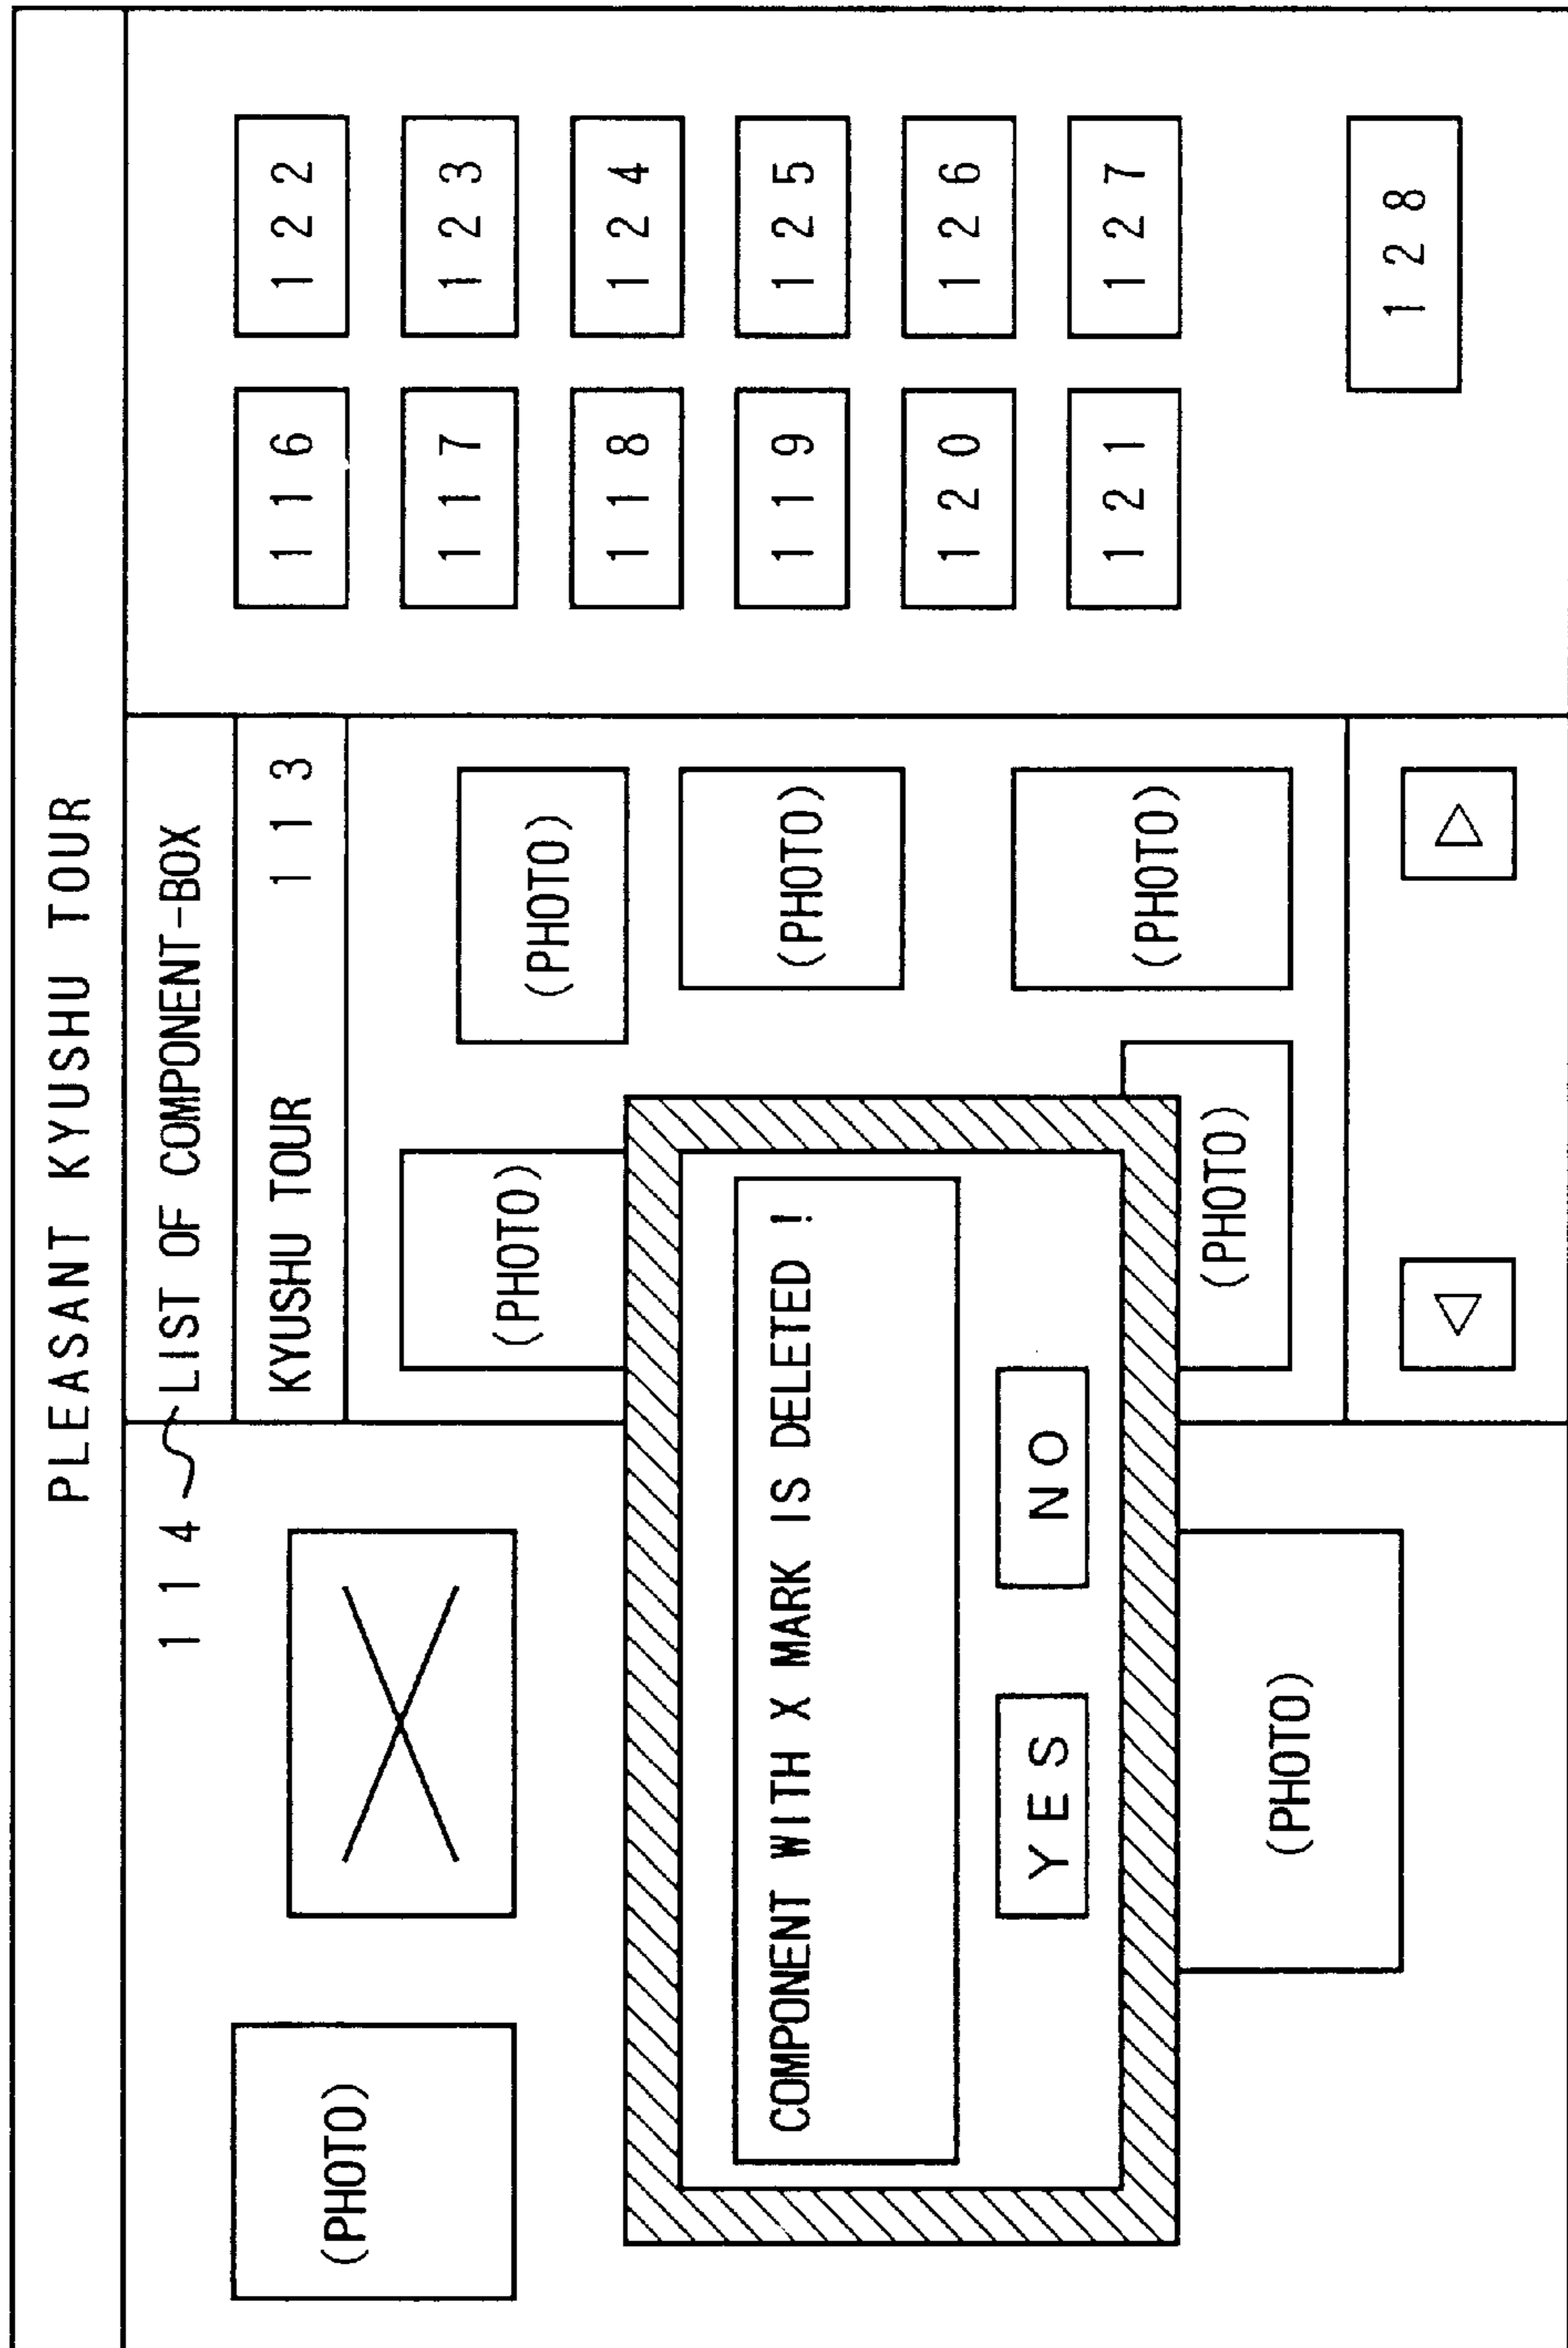 PLEASANT KYUSHU TOUR
114
LIST OF COMPONENT-BOX
KYUSHU TOUR 113
(PHOTO)
(PHOTO)
(PHOTO)
(PHOTO)
(PHOTO)
(PHOTO)
(PHOTO)
COMPONENT WITH X MARK IS DELETED !
YES NO
116 122
117 123
118 124
119 125
120 126
121 127
128